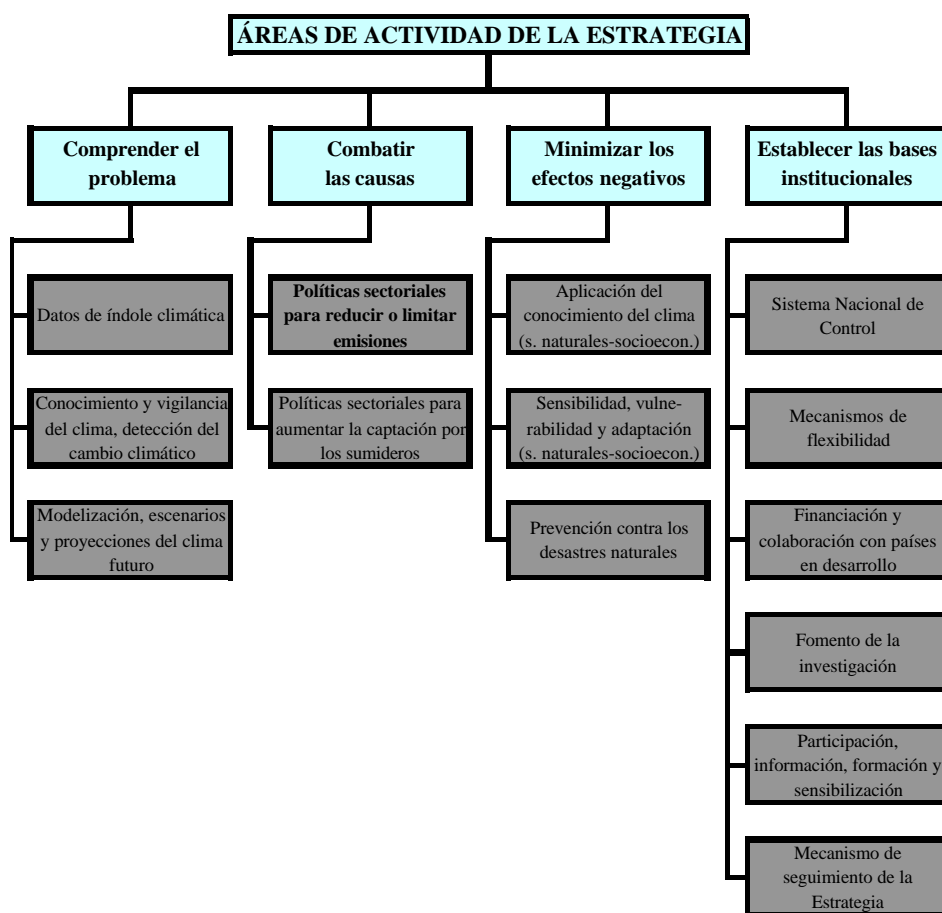 ÁREAS DE ACTIVIDAD DE LA ESTRATEGIA
Comprender el
problema
Combatir
las causas
Minimizar los
efectos negativos
Establecer las bases
institucionales
Datos de índole climática
Conocimiento y vigilancia
del clima, detección del
cambio climático
Modelización, escenarios
y proyecciones del clima
futuro
Políticas sectoriales
para reducir o limitar
emisiones
Políticas sectoriales para
aumentar la captación por
los sumideros
Aplicación del
conocimiento del clima
(s. naturales-socioecon.)
Sensibilidad, vulne-
rabilidad y adaptación
(s. naturales-socioecon.)
Prevención contra los
desastres naturales
Sistema Nacional de
Control
Mecanismos de
flexibilidad
Financiación y
colaboración con países
en desarrollo
Fomento de la
investigación
Participación,
información, formación y
sensibilización
Mecanismo de
seguimiento de la
Estrategia